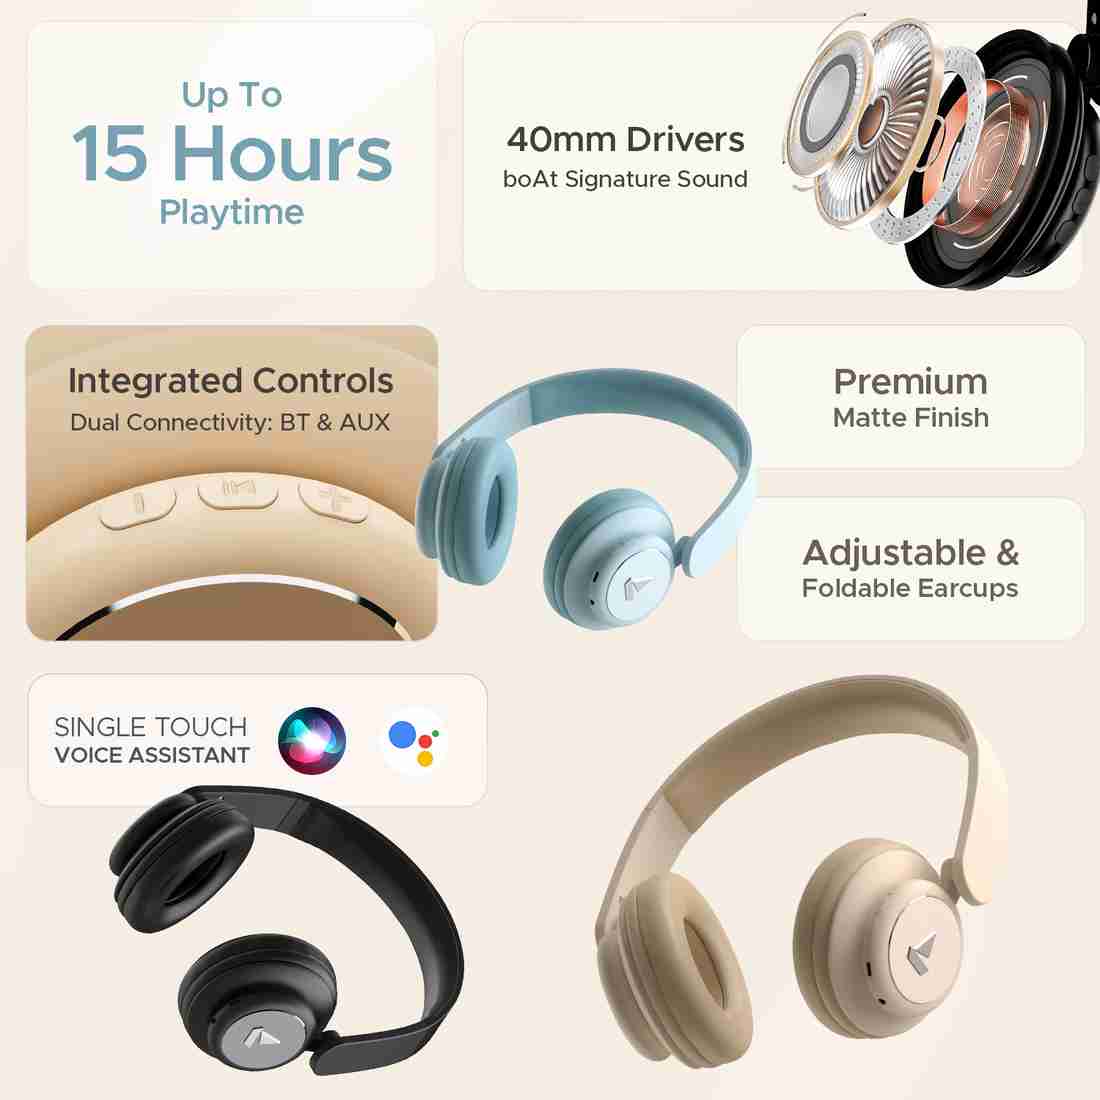 Up To
15 Hours
Playtime
40mm Drivers
boAt Signature Sound
Integrated Controls
Dual Connectivity: BT & AUX
Premium
Matte Finish
Adjustable &
Foldable Earcups
SINGLE TOUCH
VOICE ASSISTANT